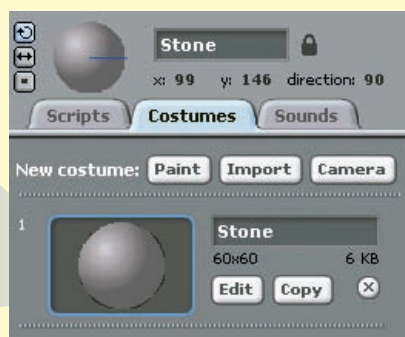 Stone
x: 99 y: 146 direction: 90
Scripts Costumes Sounds
New costume: Paint Import Camera
1
Stone
60x60 6 KB
Edit Copy